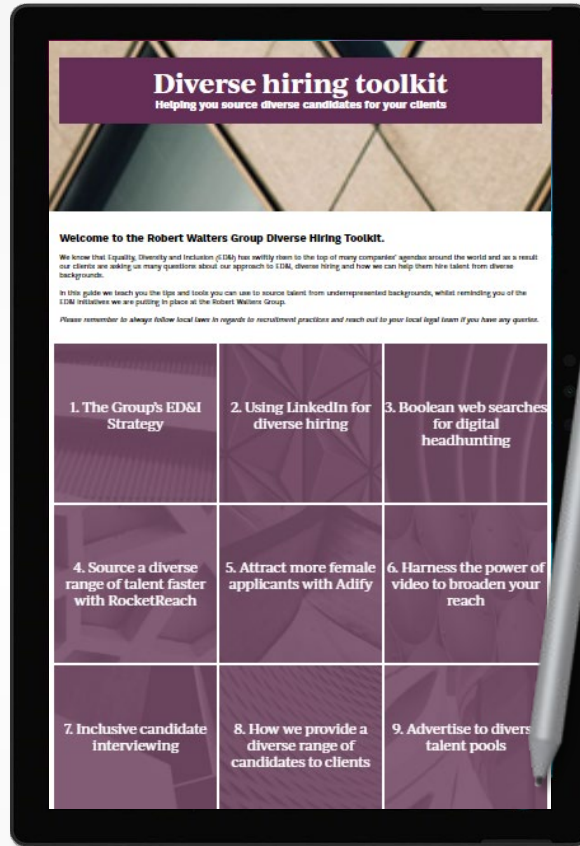 Diverse hiring toolkit
Helping you source diverse candidates for your clients
Welcome to the Robert Walters Group Diverse Hiring Toolkit.
We know that Equality, Diversity and Inclusion (ED&I) has swiftly risen to the top of many companies' agendas around the world and as a result
our clients are asking us many questions about our approach to ED&I, diverse hiring and how we can help them hire talent from diverse
backgrounds.
In this guide we teach you the tips and tools you can use to source talent from underrepresented backgrounds, whilst reminding you of the
ED&I initiatives we are putting in place at the Robert Walters Group.
Please remember to always follow local laws in regards to recruitment practices and reach out to your local legal team if you have any queries.
1. The Group's ED&I
Strategy
2. Using LinkedIn for
diverse hiring
3. Boolean web searches
for digital
headhunting
4. Source a diverse
range of talent faster
with RocketReach
5. Attract more female
applicants with Adify
6. Harness the power of
video to broaden your
reach
7. Inclusive candidate
interviewing
8. How we provide a
diverse range of
candidates to clients
9. Advertise to divers
talent pools